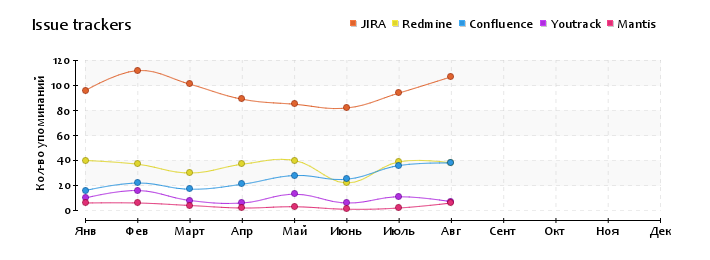 Issue trackers
JIRA Redmine Confluence Youtrack Mantis
Кол-во упоминаний
120
100
80
60
40
20
0
Янв Фев Март Апр Май Июнь Июль Авг Сент Окт Ноя Дек